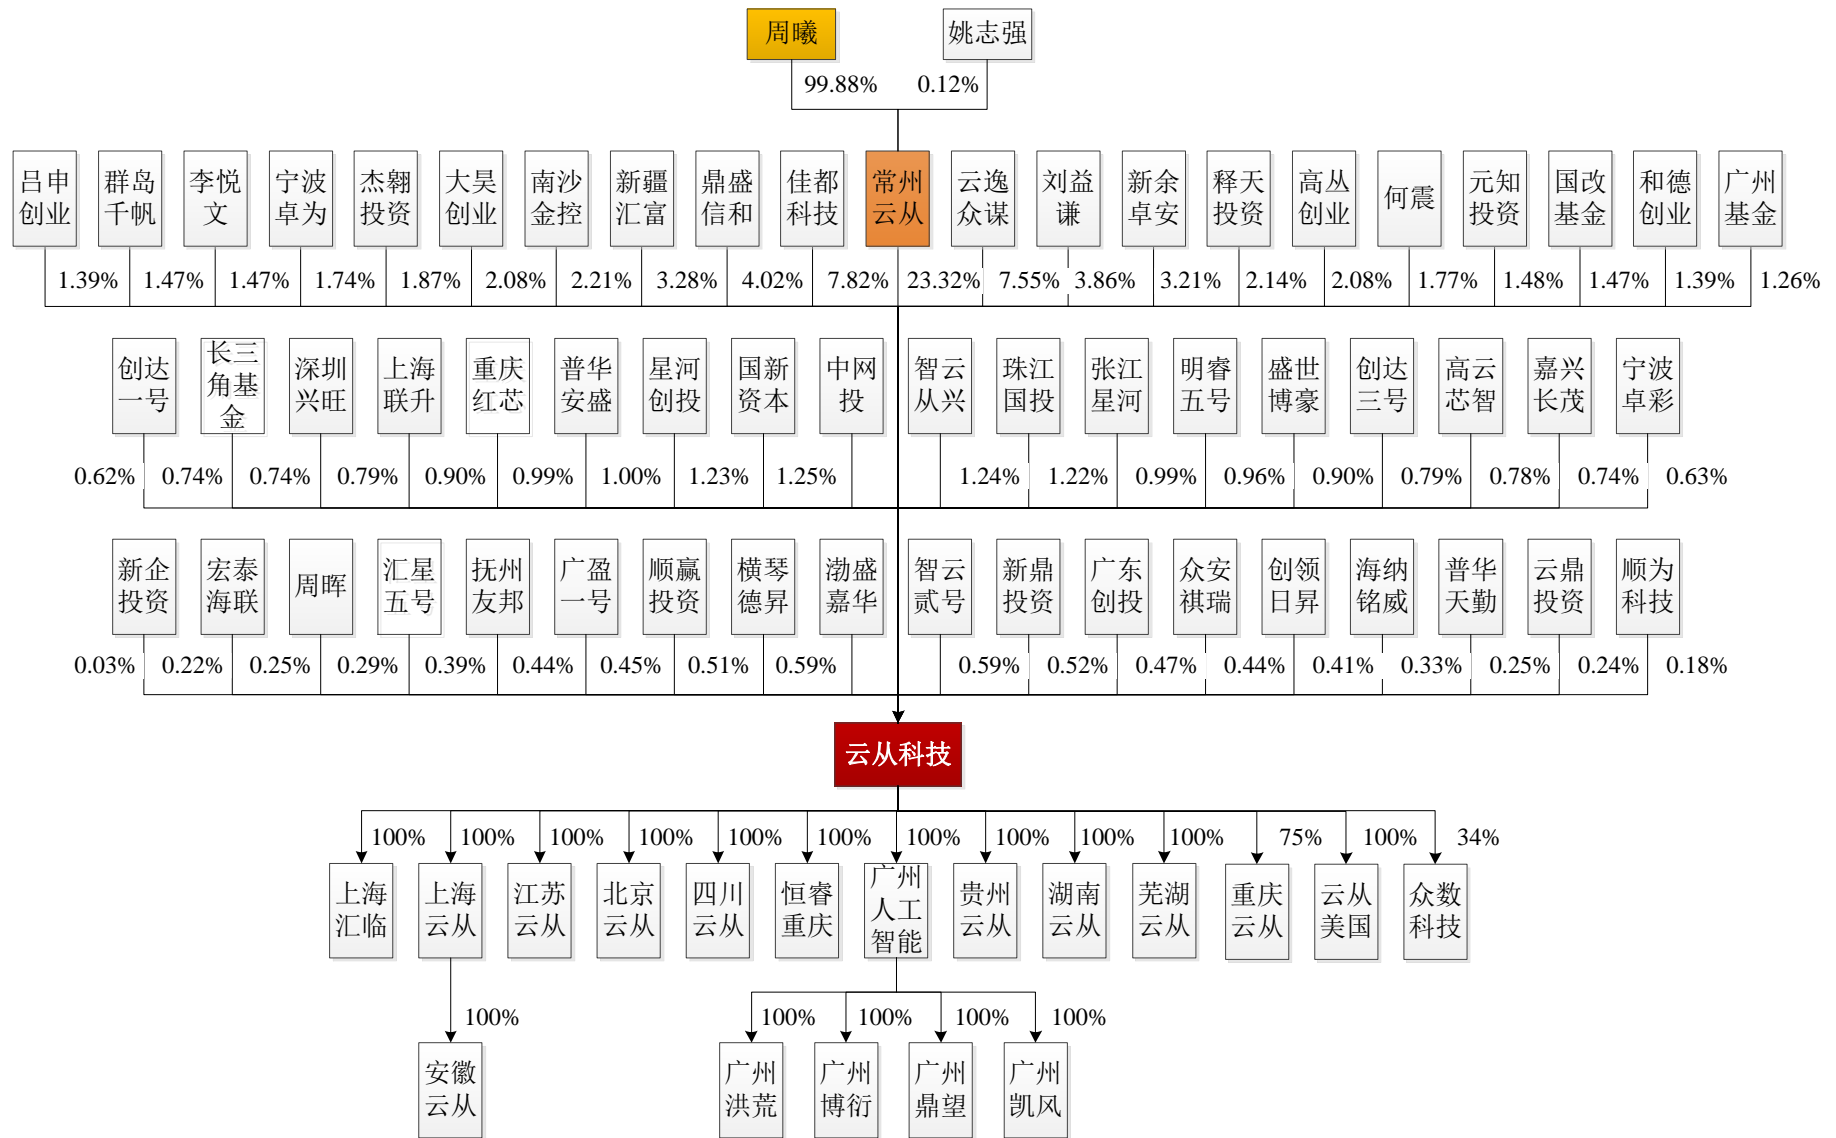 周曦
姚志强
99.88%
0.12%
吕申
创业
群岛
千帆
李悦
文
宁波
卓为
杰翱
投资
大昊
创业
南沙
金控
新疆
汇富
鼎盛
信和
佳都
科技
常州
云从
云逸
众谋
刘益
谦
新余
卓安
释天
投资
高丛
创业
何震
元知
投资
国改
基金
和德
创业
广州
基金
1.39%
1.47%
1.47%
1.74%
1.87%
2.08%
2.21%
3.28%
4.02%
7.82%
23.32%
7.55%
3.86%
3.21%
2.14%
2.08%
1.77%
1.48%
1.47%
1.39%
1.26%
创达
一号
长三
角基
金
深圳
兴旺
上海
联升
重庆
红芯
普华
安盛
星河
创投
国新
资本
中网
投
智云
从兴
珠江
国投
张江
星河
明睿
五号
盛世
博豪
创达
三号
高云
芯智
嘉兴
长茂
宁波
卓彩
0.62%
0.74%
0.74%
0.79%
0.90%
0.99%
1.00%
1.23%
1.25%
1.24%
1.22%
0.99%
0.96%
0.90%
0.79%
0.78%
0.74%
0.63%
新企
投资
宏泰
海联
周晖
汇星
五号
抚州
友邦
广盈
一号
顺赢
投资
横琴
德昇
渤盛
嘉华
智云
贰号
新鼎
投资
广东
创投
众安
祺瑞
创领
日昇
海纳
铭威
普华
天勤
云鼎
投资
顺为
科技
0.03%
0.22%
0.25%
0.29%
0.39%
0.44%
0.45%
0.51%
0.59%
0.59%
0.52%
0.47%
0.44%
0.41%
0.33%
0.25%
0.24%
0.18%
云从科技
100%
100%
100%
100%
100%
100%
100%
100%
100%
100%
75%
100%
34%
上海
汇临
上海
云从
江苏
云从
北京
云从
四川
云从
恒睿
重庆
广州
人工
智能
贵州
云从
湖南
云从
芜湖
云从
重庆
云从
云从
美国
众数
科技
100%
100%
100%
100%
100%
安徽
云从
广州
洪荒
广州
博衍
广州
鼎望
广州
凯风